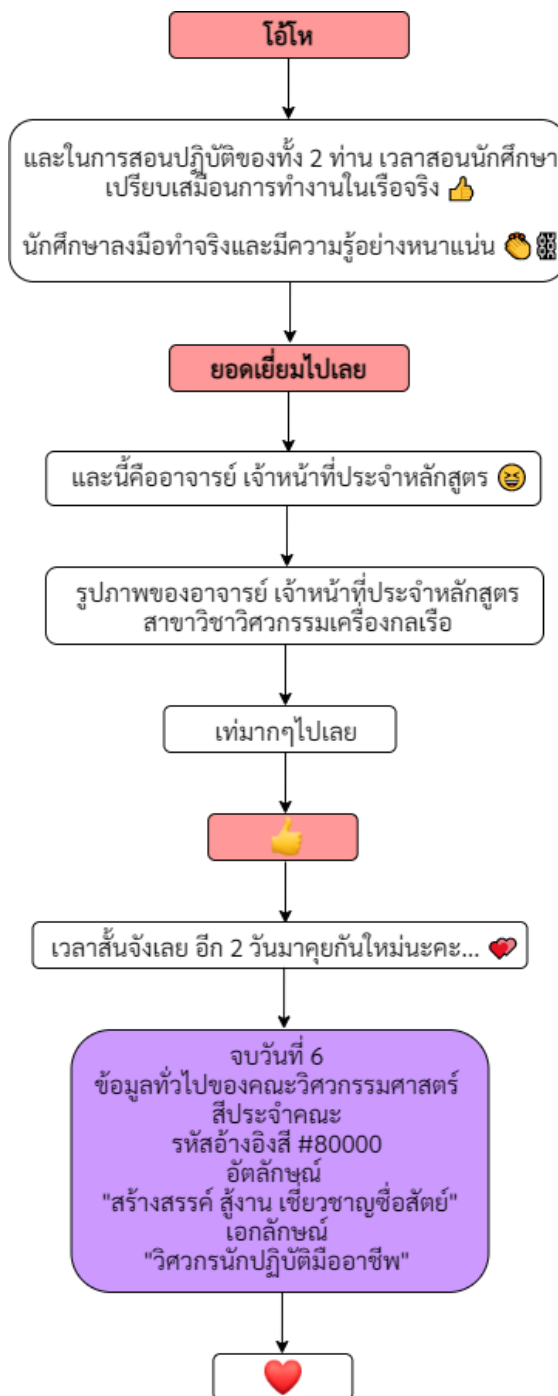 โอ้โห
และในการสอนปฏิบัติของทั้ง 2 ท่าน เวลาสอนนักศึกษา
เปรียบเสมือนการทำงานในเรือจริง 👍
นักศึกษาลงมือทำจริงและมีความรู้อย่างหนาแน่น 👏⛓
ยอดเยี่ยมไปเลย
และนี้คืออาจารย์ เจ้าหน้าที่ประจำหลักสูตร 😆
รูปภาพของอาจารย์ เจ้าหน้าที่ประจำหลักสูตร
สาขาวิชาวิศวกรรมเครื่องกลเรือ
เท่มากๆไปเลย
👍
เวลาสั้นจังเลย อีก 2 วันมาคุยกันใหม่นะคะ... 💕
จบวันที่ 6
ข้อมูลทั่วไปของคณะวิศวกรรมศาสตร์
สีประจำคณะ
รหัสอ้างอิงสี #80000
อัตลักษณ์
"สร้างสรรค์ สู้งาน เชี่ยวชาญซื่อสัตย์"
เอกลักษณ์
"วิศวกรนักปฏิบัติมืออาชีพ"
❤️